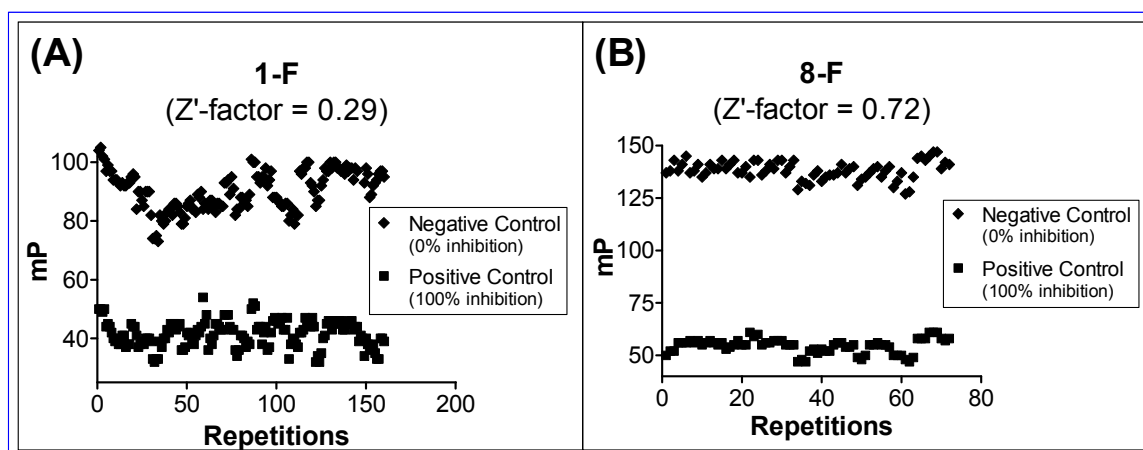 (A)
1-F
(Z'-factor = 0.29)
mP
100
80
60
40
0
50
100
150
200
Repetitions
Negative Control
(0% inhibition)
Positive Control
(100% inhibition)
(B)
8-F
(Z'-factor = 0.72)
mP
150
125
100
75
50
0
20
40
60
80
Repetitions
Negative Control
(0% inhibition)
Positive Control
(100% inhibition)